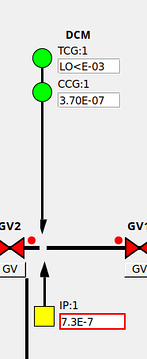 DCM
TCG:1
LO<E-03
CCG:1
3.70E-07
GV2
GV1
GV
GV
IP:1
7.3E-7